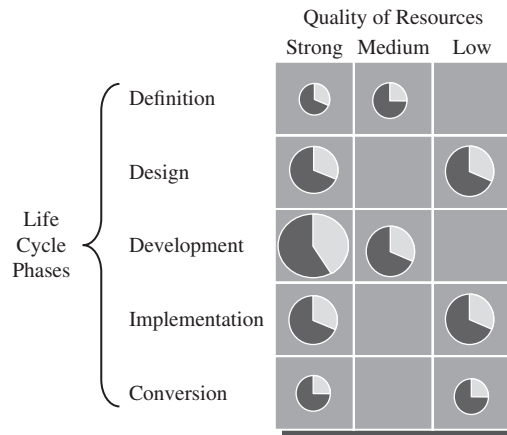 Quality of Resources
Strong Medium Low
Definition
Design
Life
Cycle
Phases
Development
Implementation
Conversion